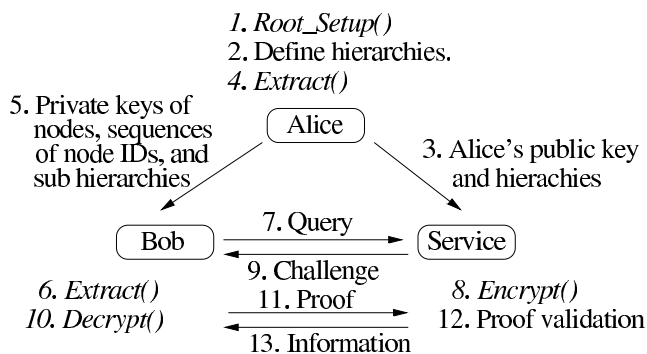 1. Root_Setup()
2. Define hierarchies.
4. Extract()
5. Private keys of
nodes, sequences
of node IDs, and
sub hierarchies
Alice
3. Alice's public key
and hierachies
Bob
7. Query
Service
9. Challenge
6. Extract()
10. Decrypt()
11. Proof
13. Information
8. Encrypt()
12. Proof validation